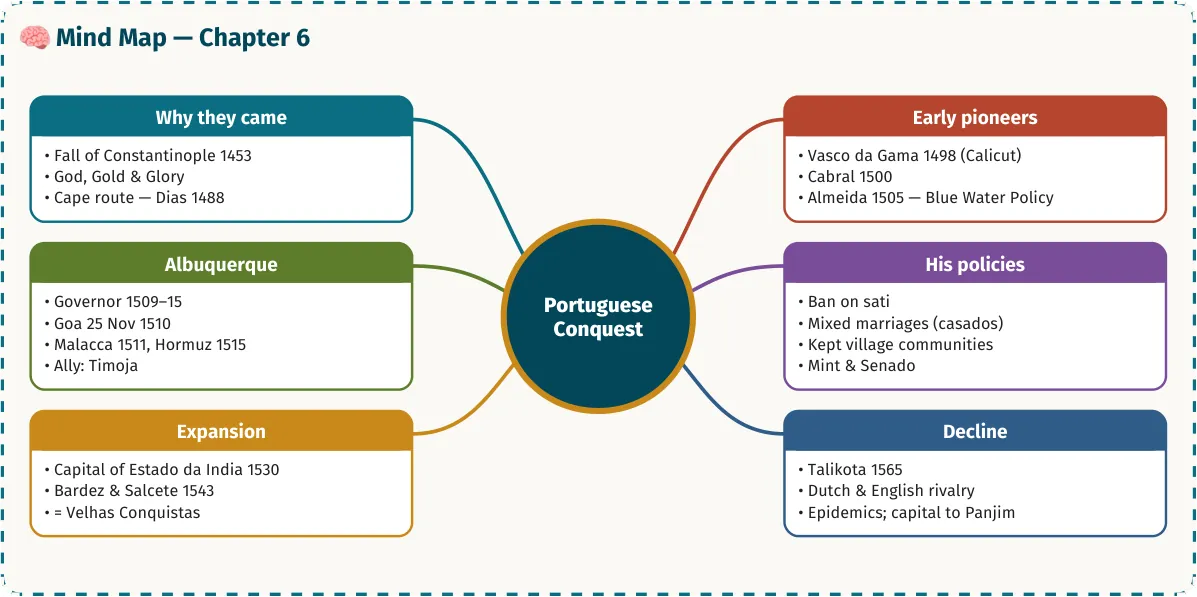 🧠 Mind Map — Chapter 6
Why they came
• Fall of Constantinople 1453
• God, Gold & Glory
• Cape route — Dias 1488
Albuquerque
• Governor 1509–15
• Goa 25 Nov 1510
• Malacca 1511, Hormuz 1515
• Ally: Timoja
Expansion
• Capital of Estado da India 1530
• Bardez & Salcete 1543
• = Velhas Conquistas
Portuguese
Conquest
Early pioneers
• Vasco da Gama 1498 (Calicut)
• Cabral 1500
• Almeida 1505 — Blue Water Policy
His policies
• Ban on sati
• Mixed marriages (casados)
• Kept village communities
• Mint & Senado
Decline
• Talikota 1565
• Dutch & English rivalry
• Epidemics; capital to Panjim